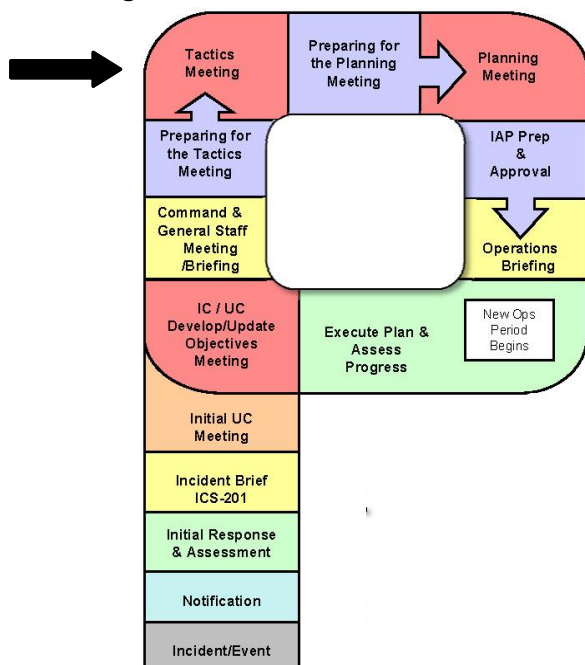 Tactics
Meeting
Preparing for
the Planning
Meeting
Planning
Meeting
Preparing for
the Tactics
Meeting
IAP Prep
&
Approval
Command &
General Staff
Meeting
/Briefing
Operations
Briefing
IC / UC
Develop/Update
Objectives
Meeting
Execute Plan &
Assess
Progress
New Ops
Period
Begins
Initial UC
Meeting
Incident Brief
ICS-201
Initial Response
& Assessment
Notification
Incident/Event